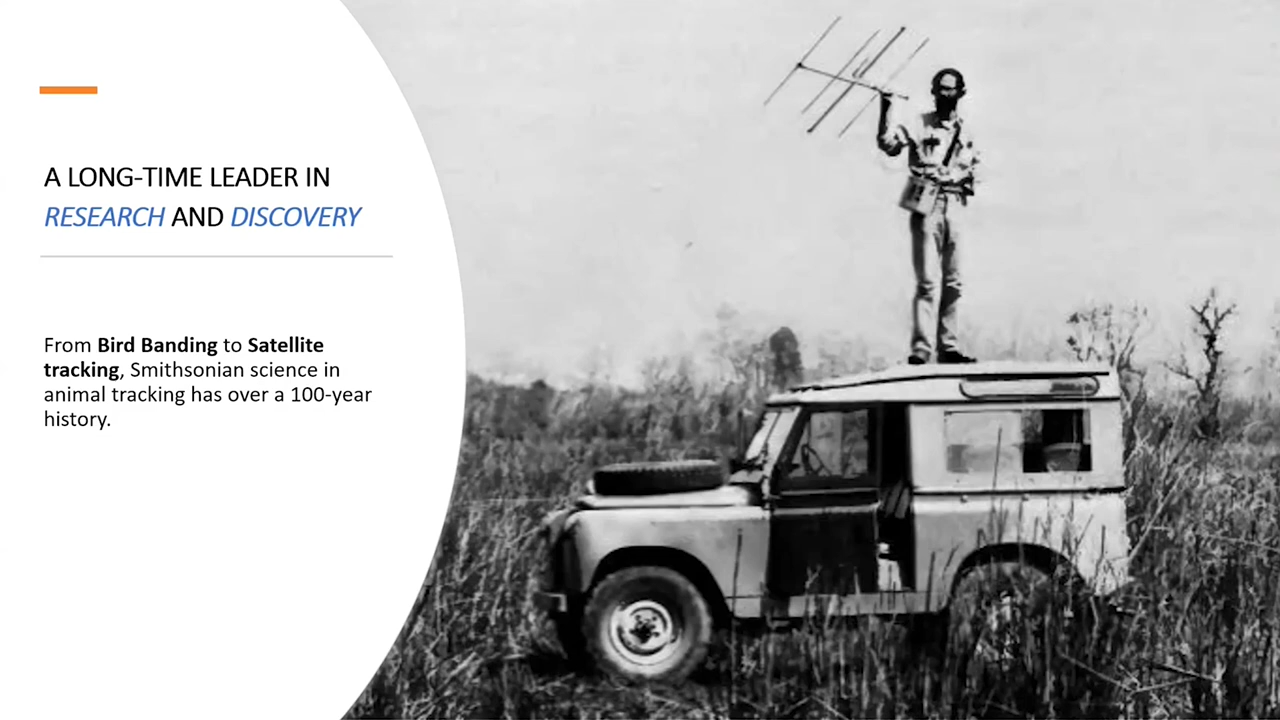 A LONG-TIME LEADER IN
RESEARCH AND DISCOVERY
From Bird Banding to Satellite
tracking, Smithsonian science in
animal tracking has over a 100-year
history.